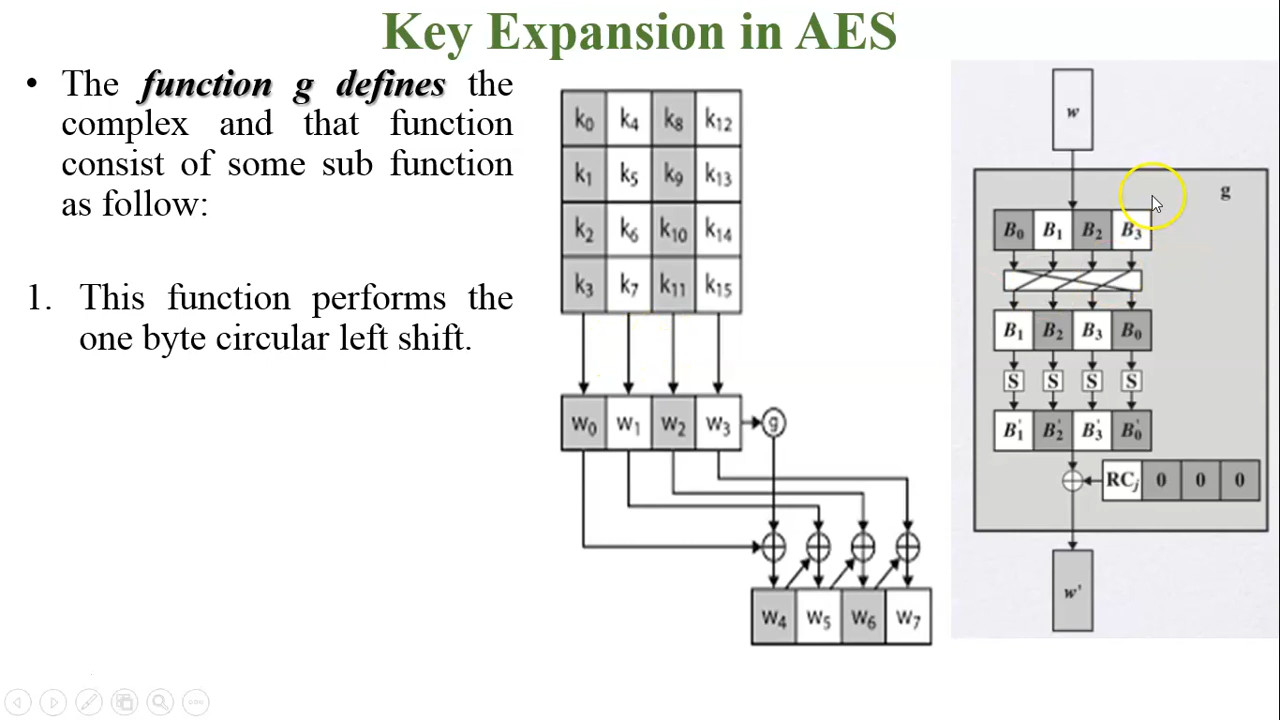 Key Expansion in AES
• The function g defines the
complex and that function
consist of some sub function
as follow:
1. This function performs the
one byte circular left shift.
k0 k4 k8 k12
k1 k5 k9 k13
k2 k6 k10 k14
k3 k7 k11 k15
w0 w1 w2 w3 g
w4 w5 w6 w7
w
g
B0 B1 B2 B3
B1 B2 B3 B0
S S S S
B'1 B'2 B'3 B'0
RCj 0 0 0
w'